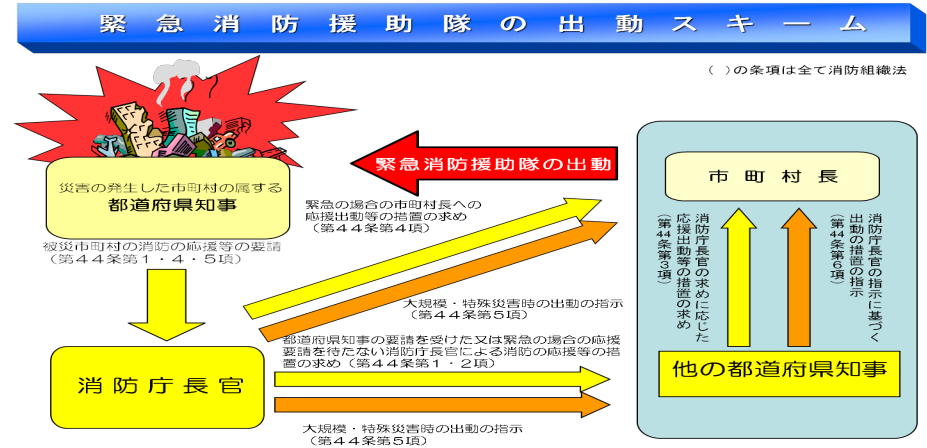 緊急消防援助隊の出動スキーム
（　）の条項は全て消防組織法
災害の発生した市町村の属する
都道府県知事
緊急消防援助隊の出動
市町村長
緊急の場合の市町村長への
応援出動等の措置の求め
（第４４条第４項）
被災市町村の消防の応援等の要請
（第４４条第１・４・５項）
消防庁長官の求めに応じた
応援出動等の措置の求め
（第44条第３項）
消防庁長官の指示に基づく
出動の措置の指示
（第44条第６項）
大規模・特殊災害時の出動の指示
（第４４条第５項）
都道府県知事の要請を受けた又は緊急の場合の応援
要請を待たない消防庁長官による消防の応援等の措
置の求め（第４４条第１・２項）
消防庁長官
他の都道府県知事
大規模・特殊災害時の出動の指示
（第４４条第５項）